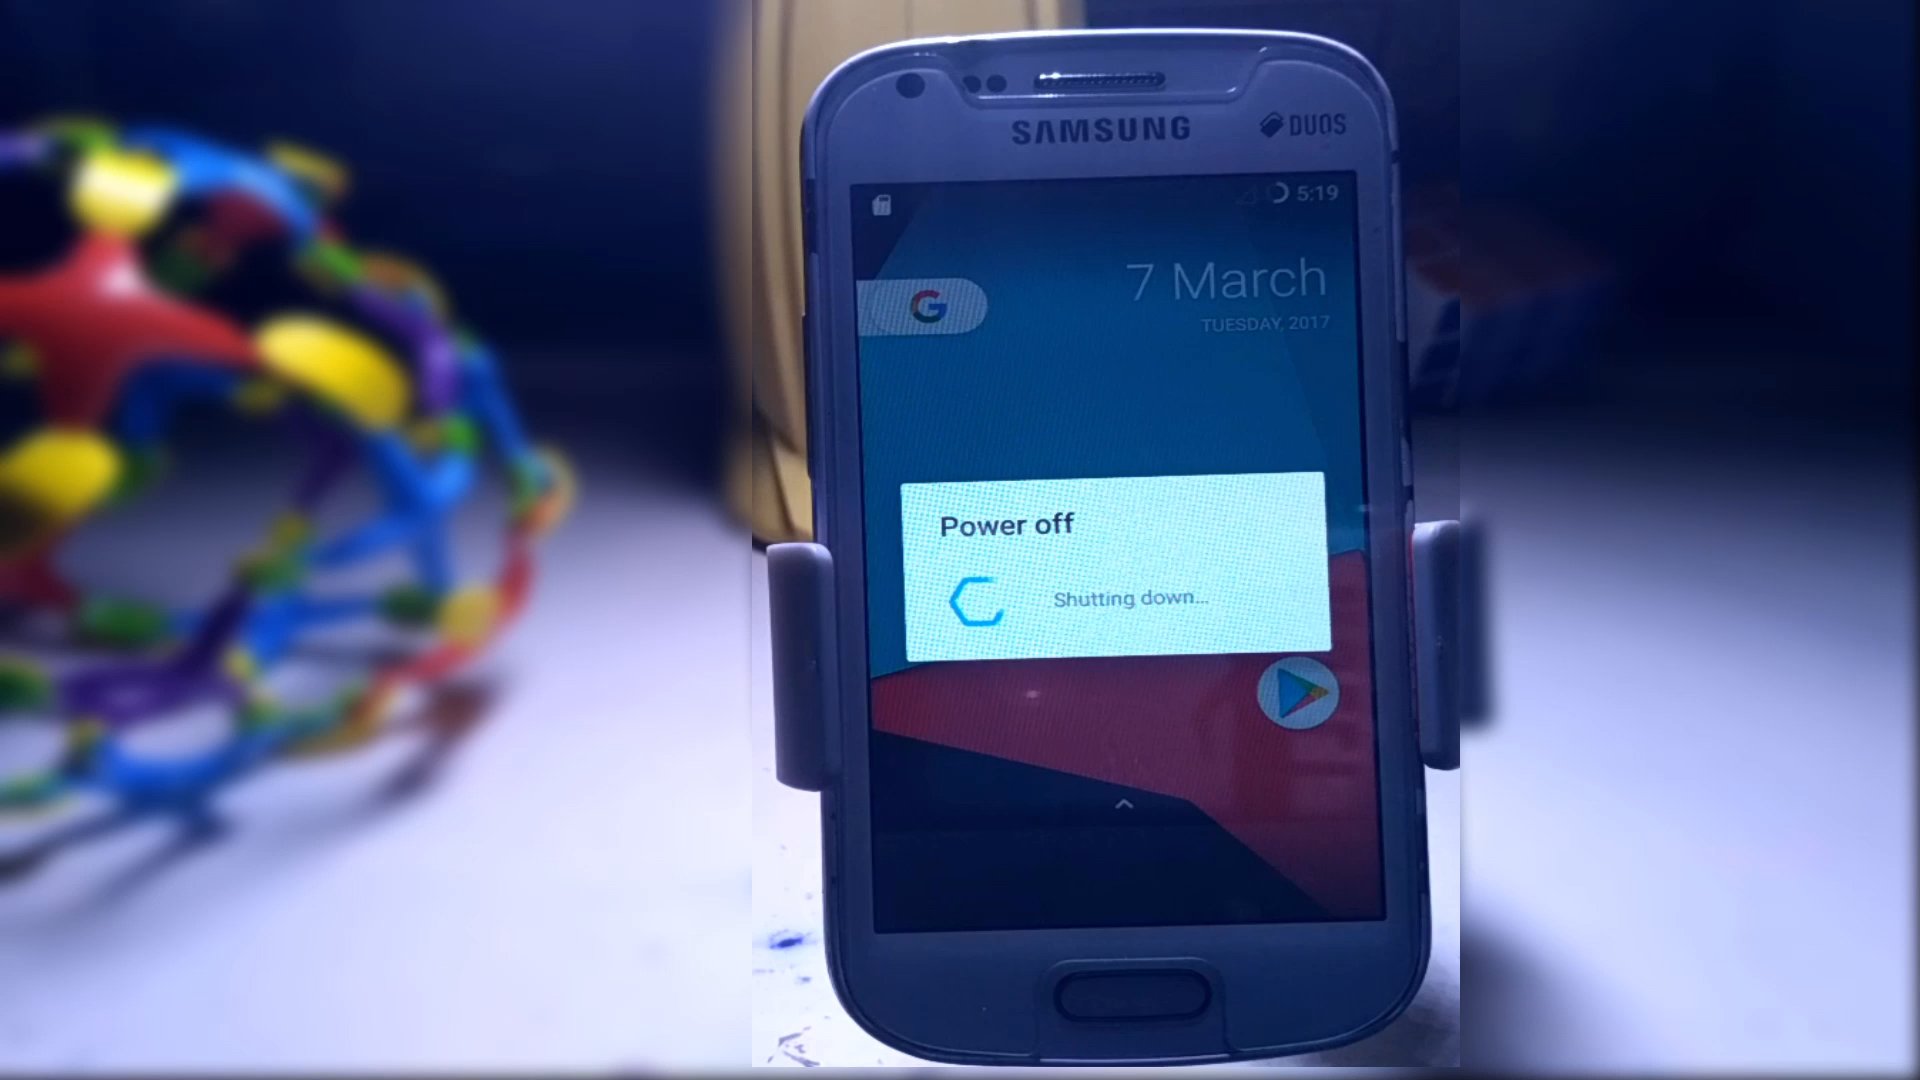 SAMSUNG
DUOS
5:19
G
7 March
TUESDAY, 2017
Power off
Shutting down...